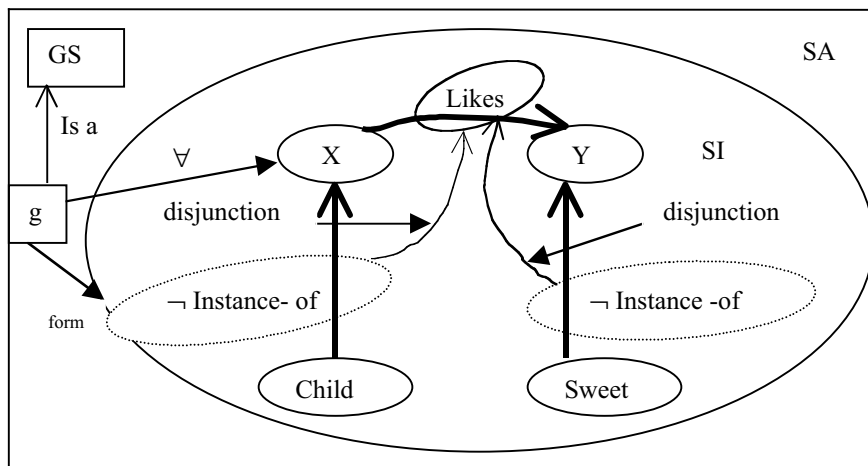 GS
SA
Likes
Is a
∀
X
Y
SI
g
disjunction
disjunction
¬ Instance- of
¬ Instance -of
form
Child
Sweet